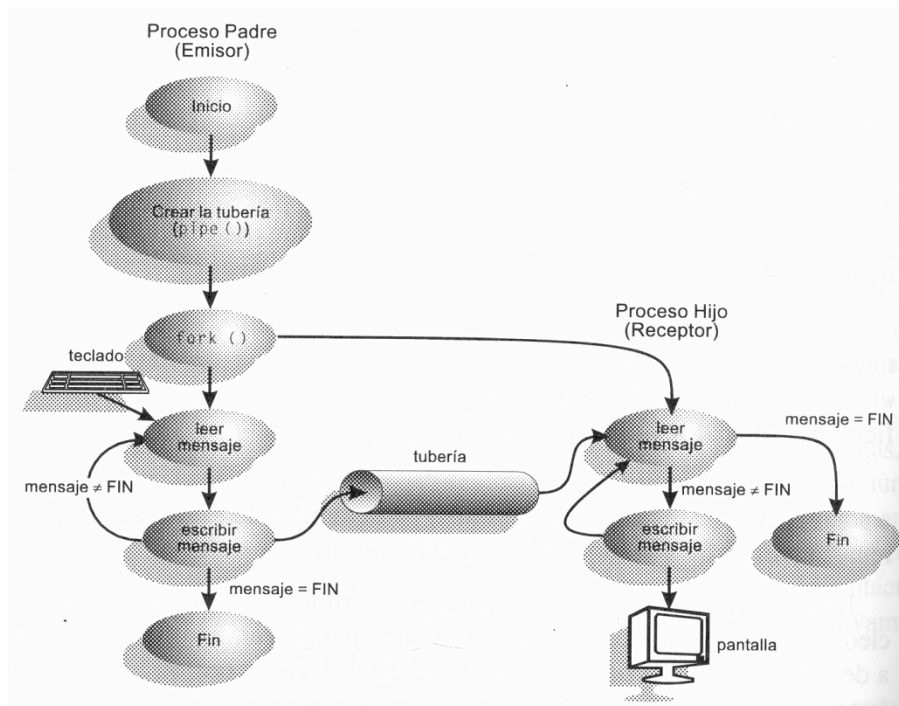 Proceso Padre
(Emisor)
Inicio
Crear la tubería
(pipe ())
fork ()
teclado
leer
mensaje
mensaje ≠ FIN
escribir
mensaje
mensaje = FIN
Fin
tubería
Proceso Hijo
(Receptor)
leer
mensaje
mensaje = FIN
mensaje ≠ FIN
escribir
mensaje
Fin
pantalla